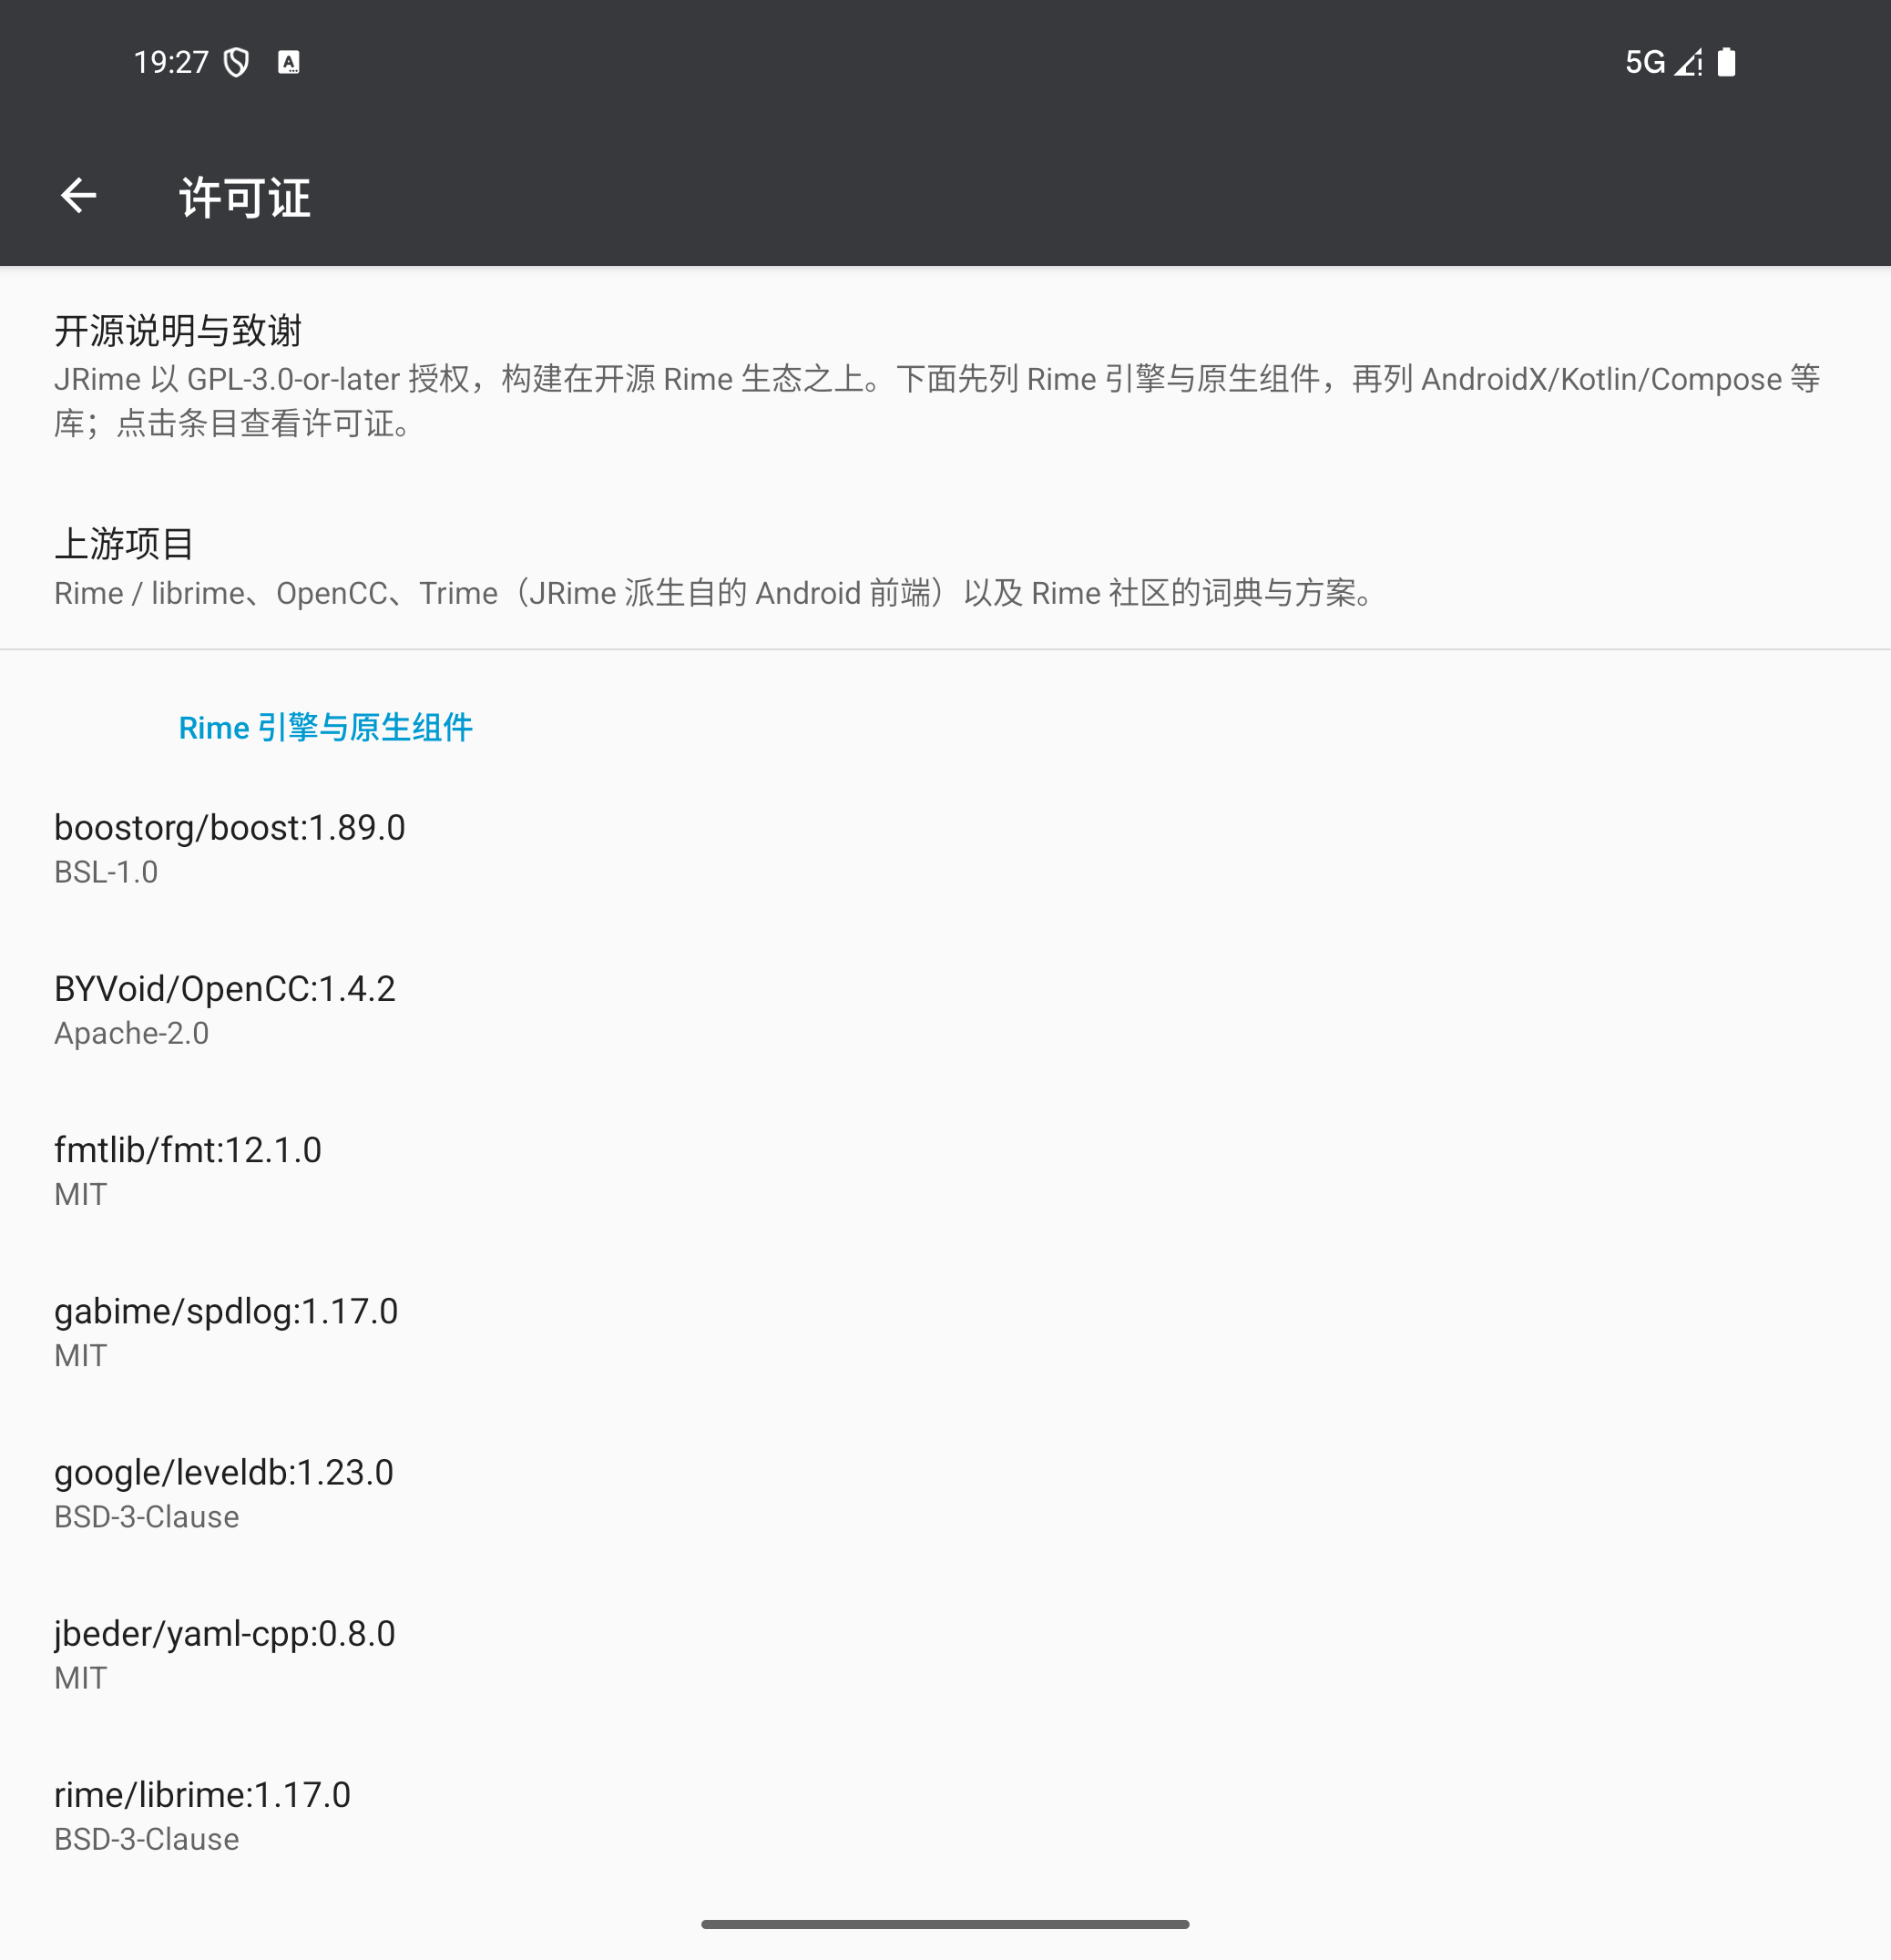 19:27
5G
许可证
开源说明与致谢
JRime 以 GPL-3.0-or-later 授权，构建在开源 Rime 生态之上。下面先列 Rime 引擎与原生组件，再列 AndroidX/Kotlin/Compose 等
库；点击条目查看许可证。
上游项目
Rime / librime、OpenCC、Trime（JRime 派生自的 Android 前端）以及 Rime 社区的词典与方案。
Rime 引擎与原生组件
boostorg/boost:1.89.0
BSL-1.0
BYVoid/OpenCC:1.4.2
Apache-2.0
fmtlib/fmt:12.1.0
MIT
gabime/spdlog:1.17.0
MIT
google/leveldb:1.23.0
BSD-3-Clause
jbeder/yaml-cpp:0.8.0
MIT
rime/librime:1.17.0
BSD-3-Clause